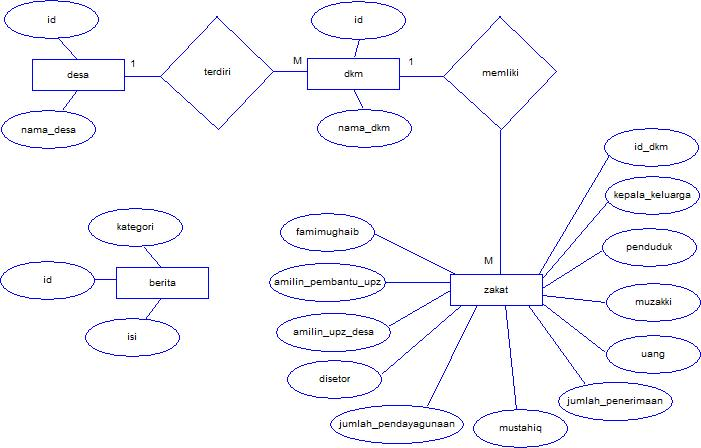 id
id
desa
1
terdiri
M
dkm
1
memliki
nama_desa
nama_dkm
id_dkm
kepala_keluarga
kategori
famimughaib
penduduk
M
id
berita
amilin_pembantu_upz
zakat
muzakki
isi
amilin_upz_desa
uang
disetor
jumlah_penerimaan
jumlah_pendayagunaan
mustahiq